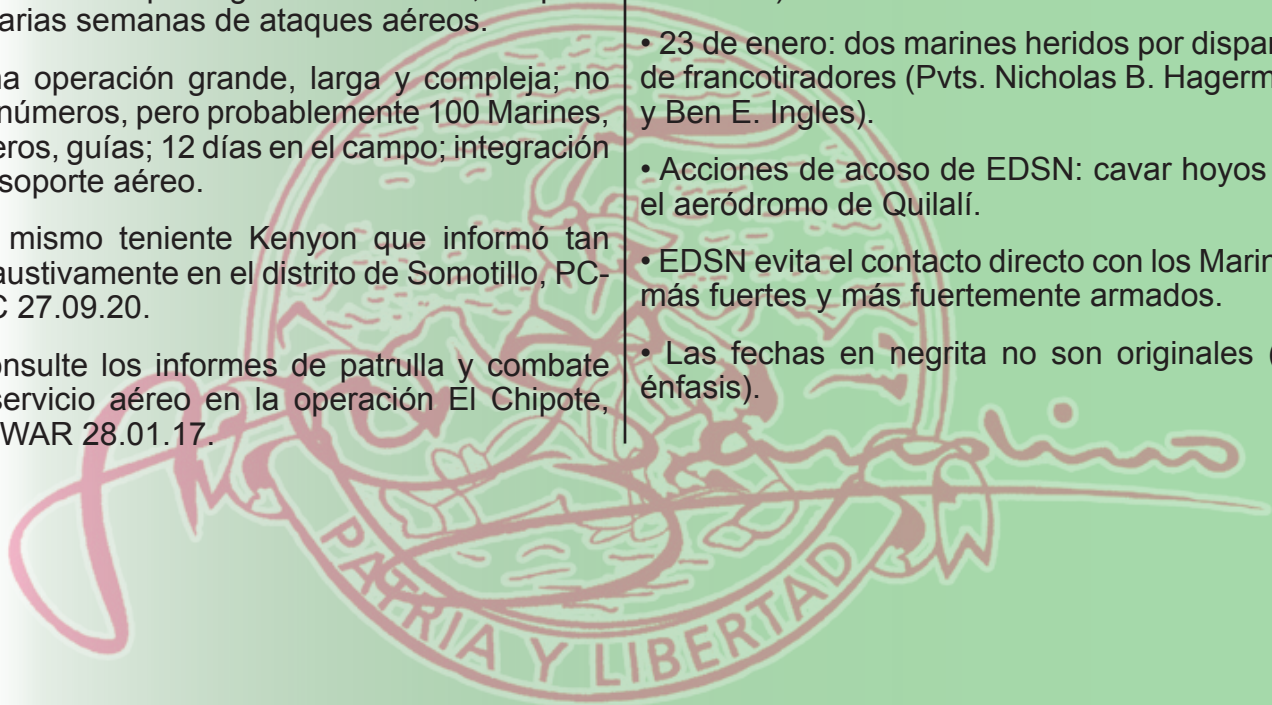 arias semanas de ataques aéreos.
a operación grande, larga y compleja; no
números, pero probablemente 100 Marines,
eros, guías; 12 días en el campo; integración
soporte aéreo.
mismo teniente Kenyon que informó tan
austivamente en el distrito de Somotillo, PC-
C 27.09.20.
onsulte los informes de patrulla y combate
servicio aéreo en la operación El Chipote,
WAR 28.01.17.
• 23 de enero: dos marines heridos por dispar
de francotiradores (Pvts. Nicholas B. Hagerm
y Ben E. Ingles).
• Acciones de acoso de EDSN: cavar hoyos
el aeródromo de Quilalí.
• EDSN evita el contacto directo con los Marin
más fuertes y más fuertemente armados.
• Las fechas en negrita no son originales (
énfasis).
PATRIA Y LIBERTAD